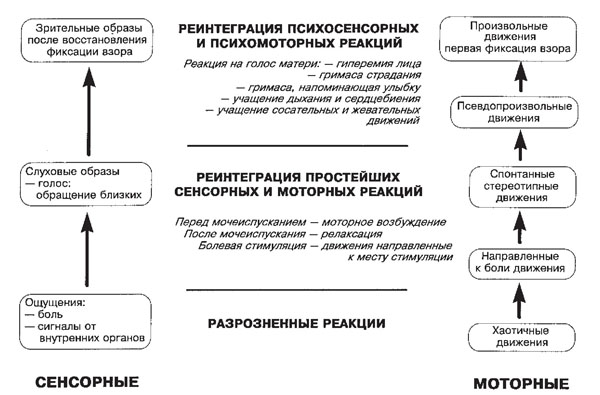 Зрительные образы
после восстановления
фиксации взора
Слуховые образы
— голос:
обращение близких
Ощущения:
— боль
— сигналы от
внутренних органов
СЕНСОРНЫЕ
РЕИНТЕГРАЦИЯ ПСИХОСЕНСОРНЫХ
И ПСИХОМОТОРНЫХ РЕАКЦИЙ
Реакция на голос матери: — гиперемия лица
— гримаса страдания
— гримаса, напоминающая улыбку
— учащение дыхания и сердцебиения
— учащение сосательных и жевательных
движений
РЕИНТЕГРАЦИЯ ПРОСТЕЙШИХ
СЕНСОРНЫХ И МОТОРНЫХ РЕАКЦИЙ
Перед мочеиспусканием — моторное возбуждение
После мочеиспускания — релаксация
Болевая стимуляция — движения направленные
к месту стимуляции
РАЗРОЗНЕННЫЕ РЕАКЦИИ
Произвольные
движения
первая фиксация взора
Псевдопроизвольные
движения
Спонтанные
стереотипные
движения
Направленные
к боли движения
Хаотичные
движения
МОТОРНЫЕ